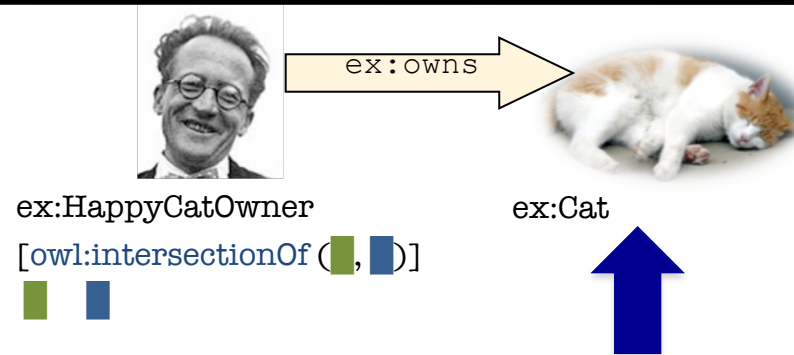 ex:owns
ex:HappyCatOwner
ex:Cat
[owl:intersectionOf (, )]